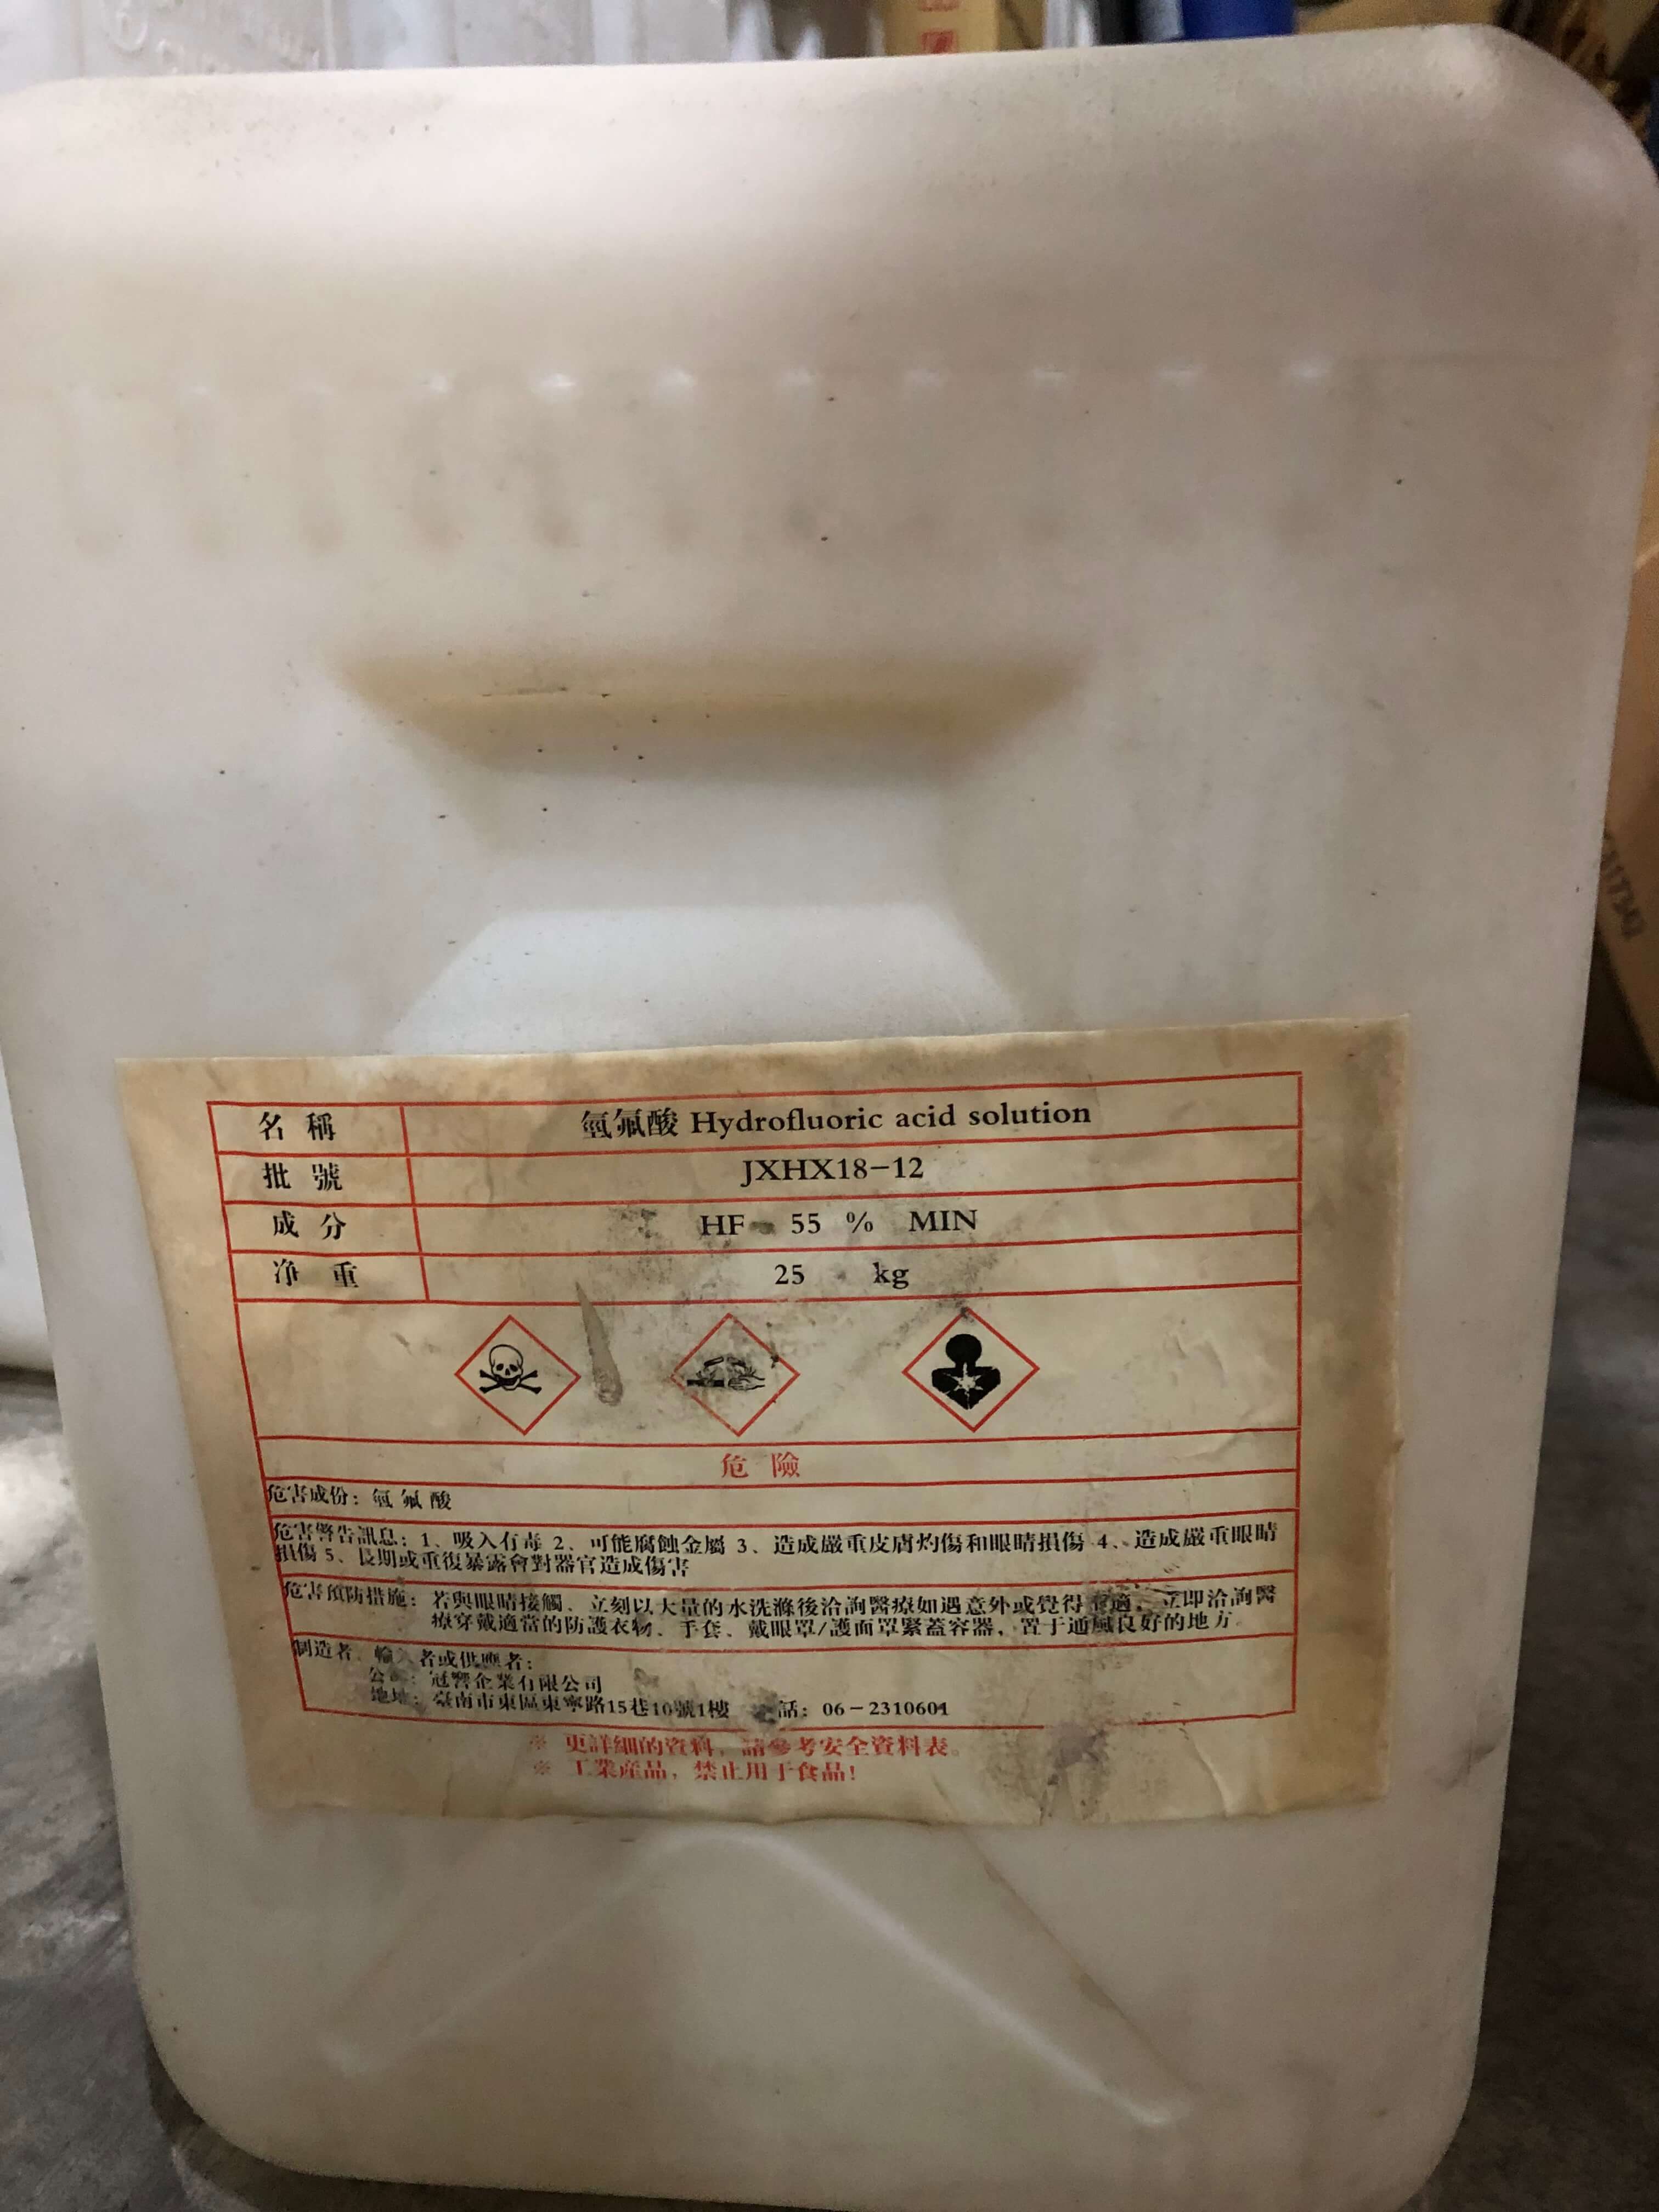 名稱 氫氟酸 Hydrofluoric acid solution
批號 JXHX18-12
成分 HF 55 % MIN
净重 25 kg
危險
危害成份：氫氟酸
危害警告訊息：1、吸入有毒 2、可能腐蝕金屬 3、造成嚴重皮膚灼傷和眼睛損傷 4、造成嚴重眼睛
損傷 5、長期或重復暴露會對器官造成傷害
危害預防措施：若與眼睛接觸、立刻以大量的水洗滌後洽詢醫療如遇意外或覺得 適，立即洽詢醫
療穿戴適當的防護衣物、手套、戴眼罩/護面罩緊蓋容器，置于通風良好的地方
制造者、輸入者或供應者：
公 ：冠響企業有限公司
地址：臺南市東區東寧路15巷10號1樓 話：06-2310601
※ 更詳細的資料，請參考安全資料表。
※ 工業産品，禁止用于食品!